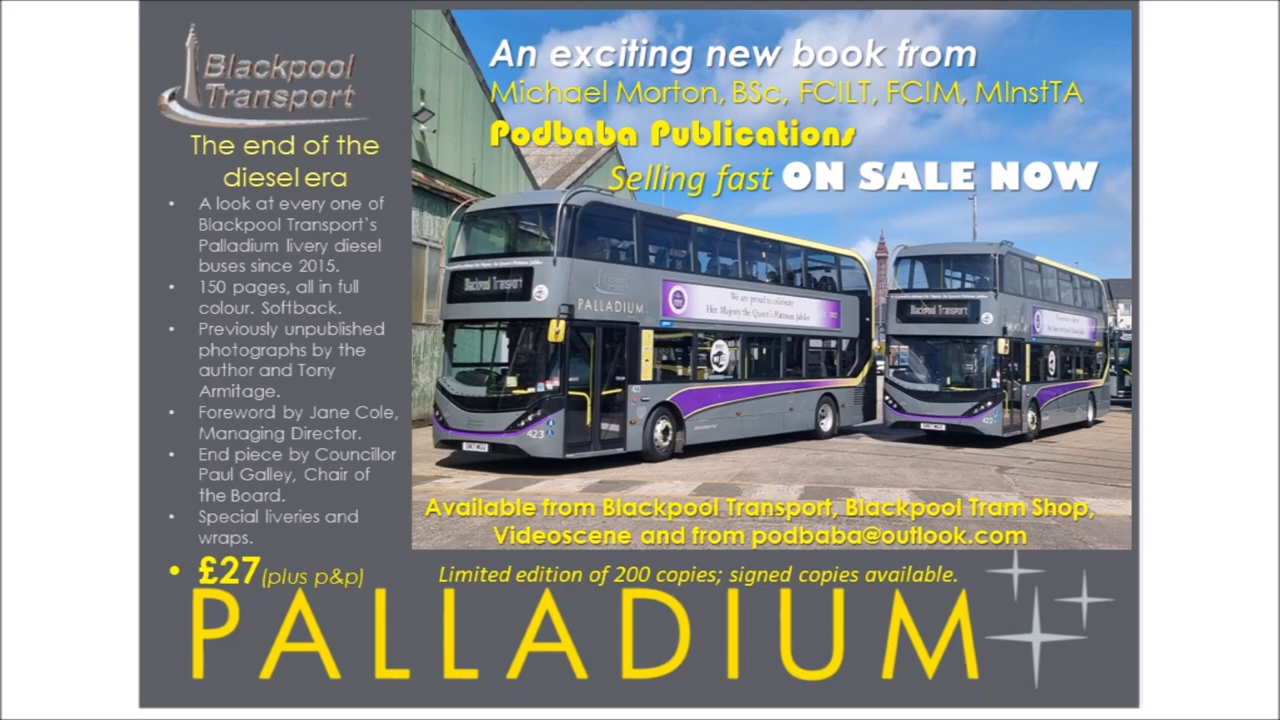 Blackpool
Transport
The end of the
diesel era
• A look at every one of
Blackpool Transport's
Palladium livery diesel
buses since 2015.
• 150 pages, all in full
colour. Softback.
• Previously unpublished
photographs by the
author and Tony
Armitage.
• Foreword by Jane Cole,
Managing Director.
• End piece by Councillor
Paul Galley, Chair of
the Board.
• Special liveries and
wraps.
• £27 (plus p&p)
An exciting new book from
Michael Morton, BSc, FCILT, FCIM, MInstTA
Podbaba Publications
Selling fast ON SALE NOW
Blackpool Transport
PALLADIUM
We are proud to celebrate
Her Majesty the Queen's Platinum Jubilee
423
Blackpool Transport
422
Available from Blackpool Transport, Blackpool Tram Shop,
Videoscene and from podbaba@outlook.com
Limited edition of 200 copies; signed copies available.
PALLADIUM